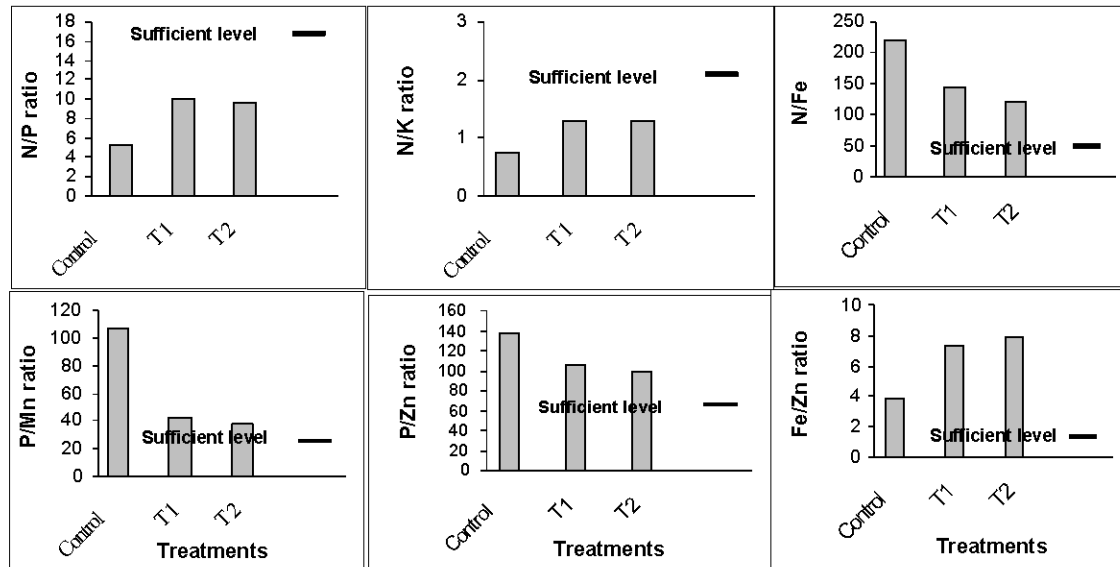 N/P ratio
18
16
14
12
10
8
6
4
2
0
Sufficient level
Control
T1
T2
N/K ratio
3
2
1
0
Sufficient level
Control
T1
T2
N/Fe
250
200
150
100
50
0
Sufficient level
Control
T1
T2
P/Mn ratio
120
100
80
60
40
20
0
Sufficient level
Control
T1
T2
Treatments
P/Zn ratio
160
140
120
100
80
60
40
20
0
Sufficient level
Control
T1
T2
Treatments
Fe/Zn ratio
10
8
6
4
2
0
Sufficient level
Control
T1
T2
Treatments